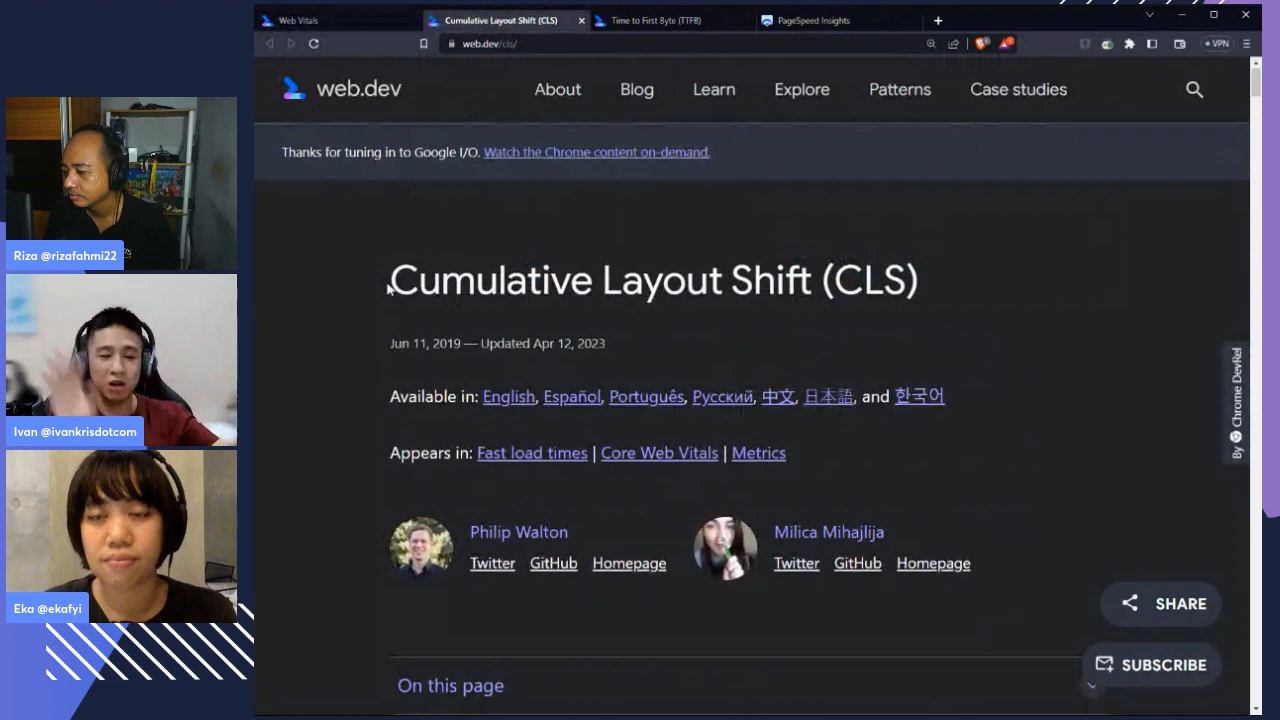 Web Vitals
Cumulative Layout Shift (CLS)
Time to First Byte (TTFB)
PageSpeed Insights
web.dev/cls/
VPN
web.dev
About
Blog
Learn
Explore
Patterns
Case studies
Thanks for tuning in to Google I/O. Watch the Chrome content on-demand.
Cumulative Layout Shift (CLS)
Jun 11, 2019 — Updated Apr 12, 2023
Available in: English, Español, Português, Русский, 中文, 日本語, and 한국어
Appears in: Fast load times | Core Web Vitals | Metrics
Philip Walton
Twitter GitHub Homepage
Milica Mihajlija
Twitter GitHub Homepage
By Chrome DevRel
SHARE
SUBSCRIBE
On this page
Riza @rizafahmi22
Ivan @ivankrisdotcom
Eka @ekafyi